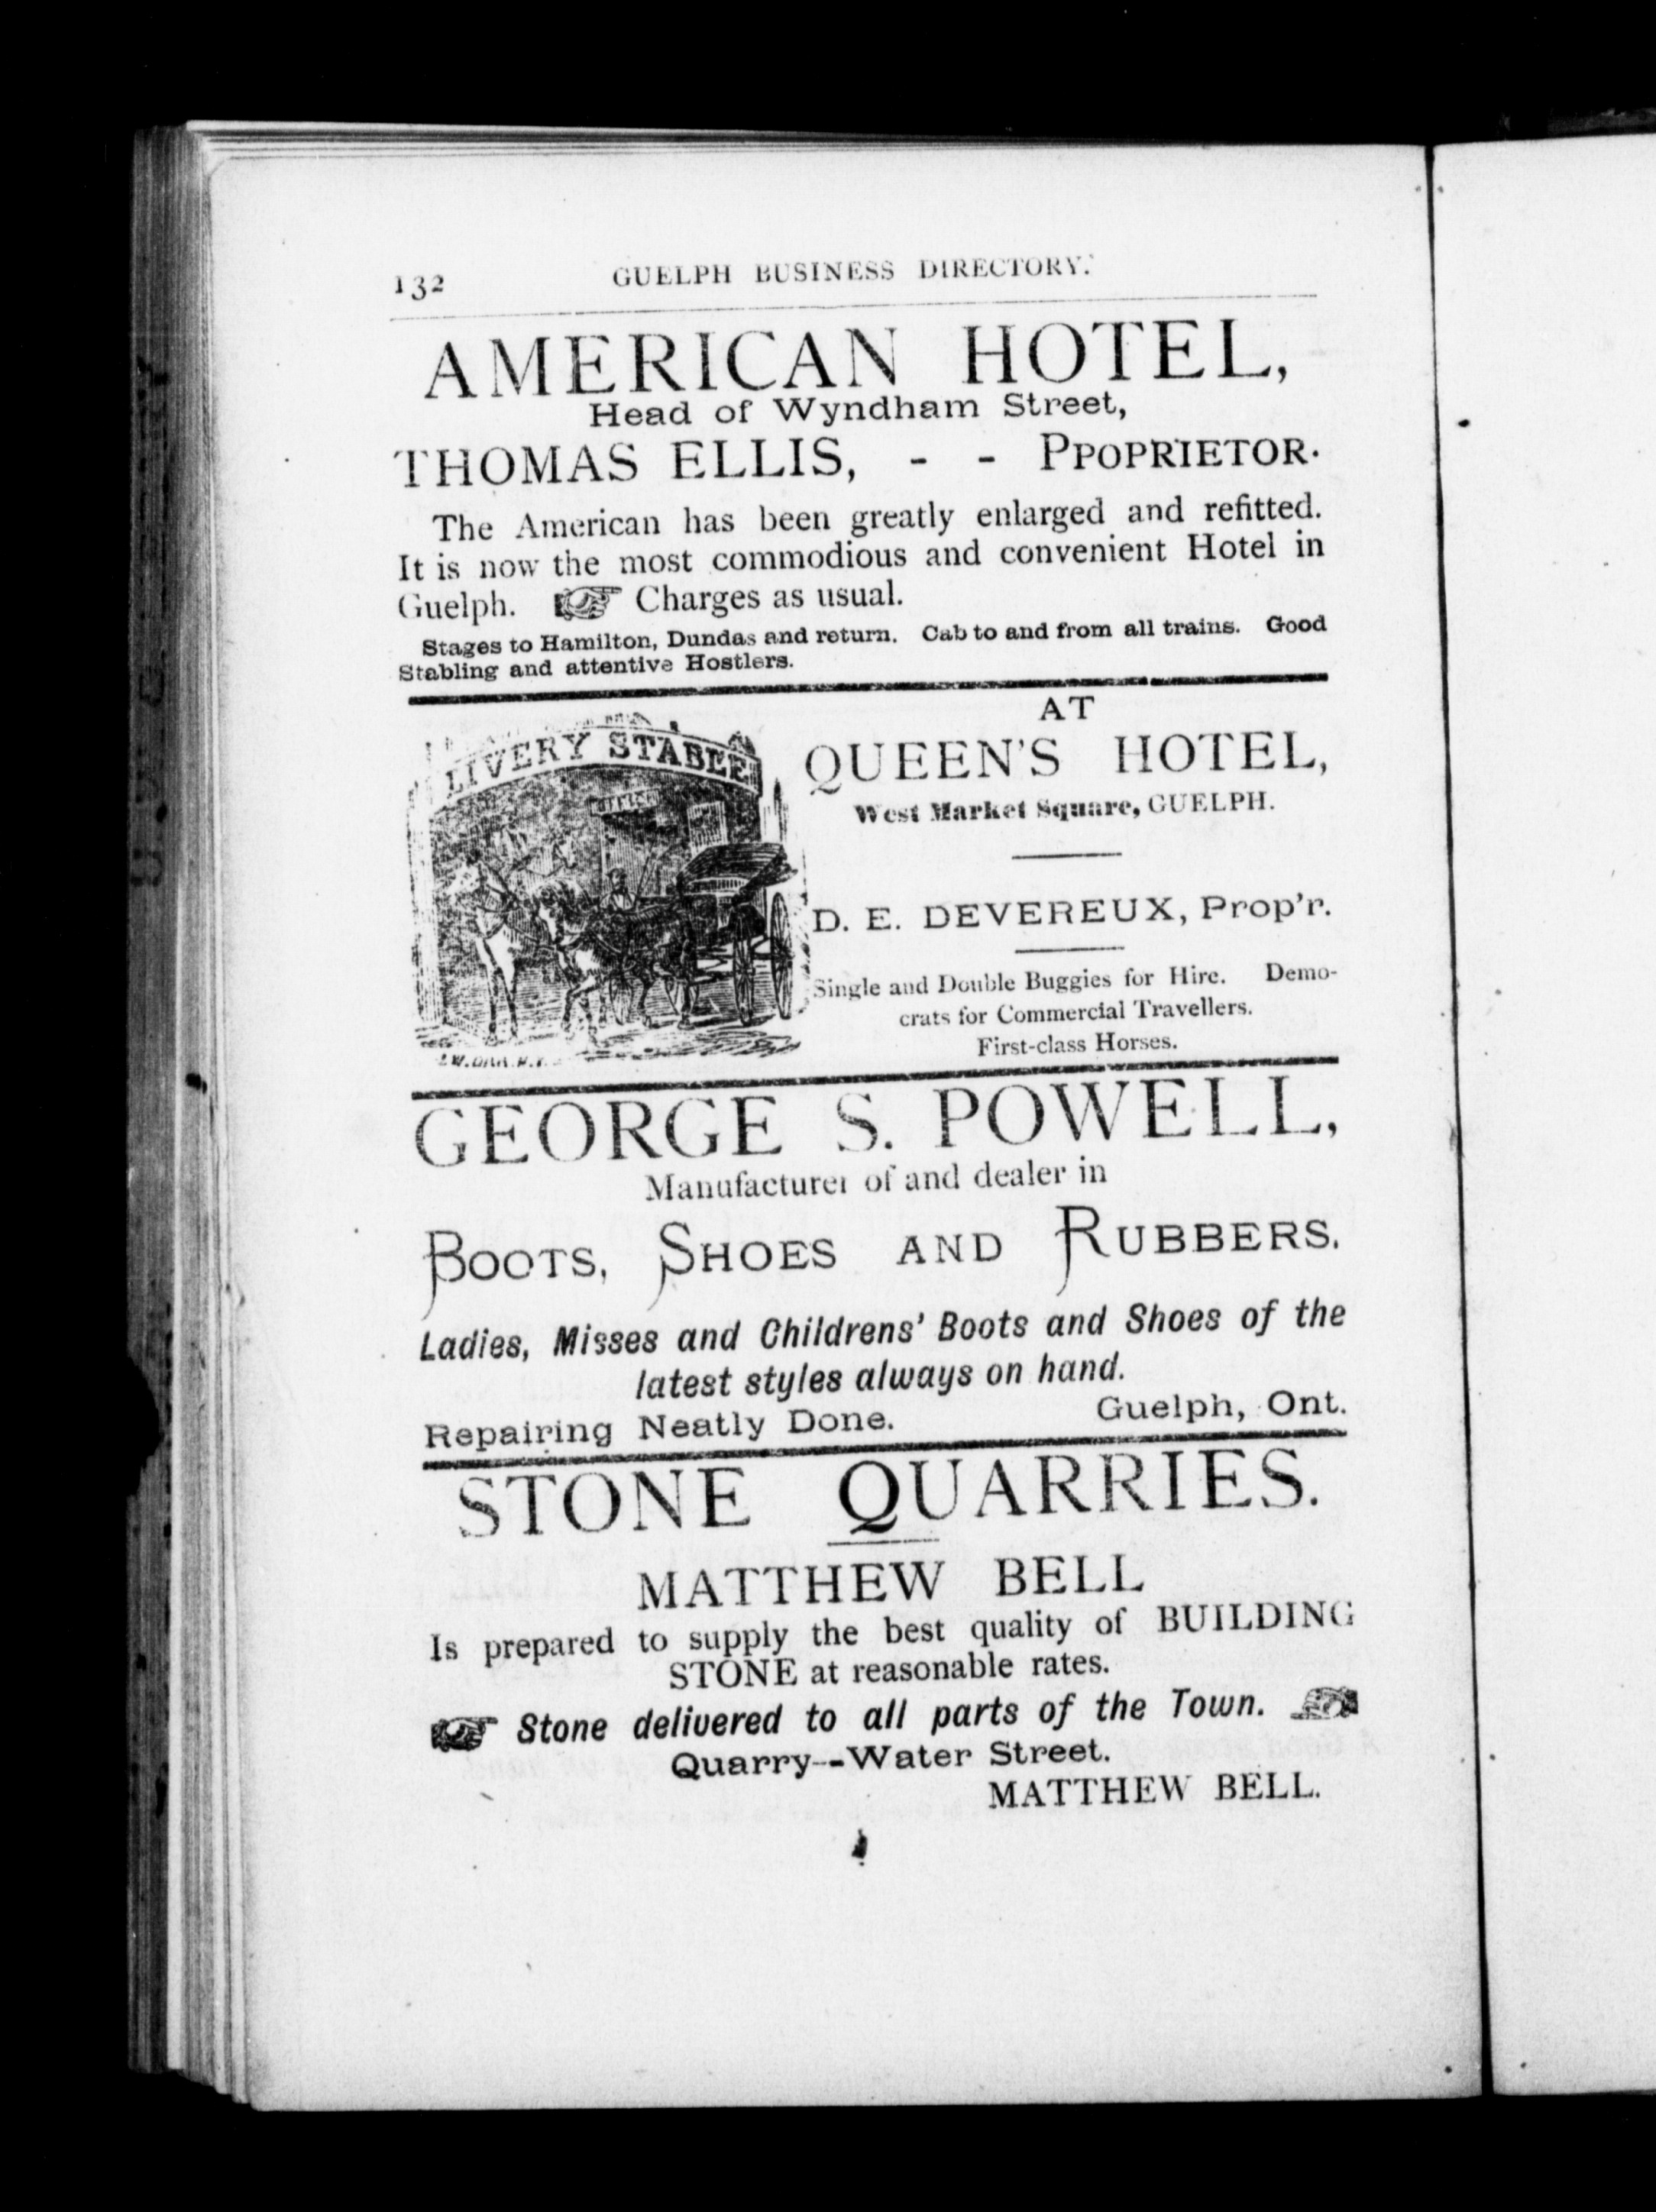 132 GUELPH BUSINESS DIRECTORY.
AMERICAN HOTEL,
Head of Wyndham Street,
THOMAS ELLIS, - - PPOPRIETOR.
The American has been greatly enlarged and refitted.
It is now the most commodious and convenient Hotel in
Guelph. ☞ Charges as usual.
Stages to Hamilton, Dundas and return. Cab to and from all trains. Good
Stabling and attentive Hostlers.
LIVERY STABLE
AT
QUEEN'S HOTEL,
West Market Square, GUELPH.
D. E. DEVEREUX, Prop'r.
Single and Double Buggies for Hire. Demo-
crats for Commercial Travellers.
First-class Horses.
GEORGE S. POWELL,
Manufacturer of and dealer in
BOOTS, SHOES AND RUBBERS.
Ladies, Misses and Childrens' Boots and Shoes of the
latest styles always on hand.
Repairing Neatly Done. Guelph, Ont.
STONE QUARRIES.
MATTHEW BELL
Is prepared to supply the best quality of BUILDING
STONE at reasonable rates.
☞ Stone delivered to all parts of the Town. ☜
Quarry--Water Street.
MATTHEW BELL.